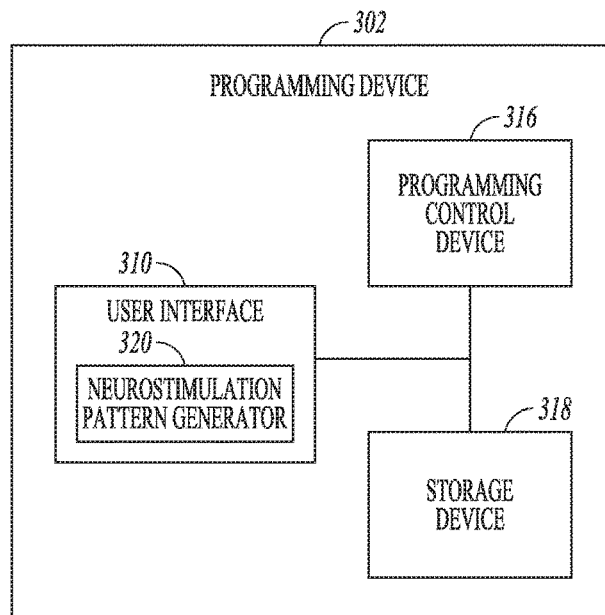 302
PROGRAMMING DEVICE
316
PROGRAMMING
CONTROL
DEVICE
310
USER INTERFACE
320
NEUROSTIMULATION
PATTERN GENERATOR
318
STORAGE
DEVICE